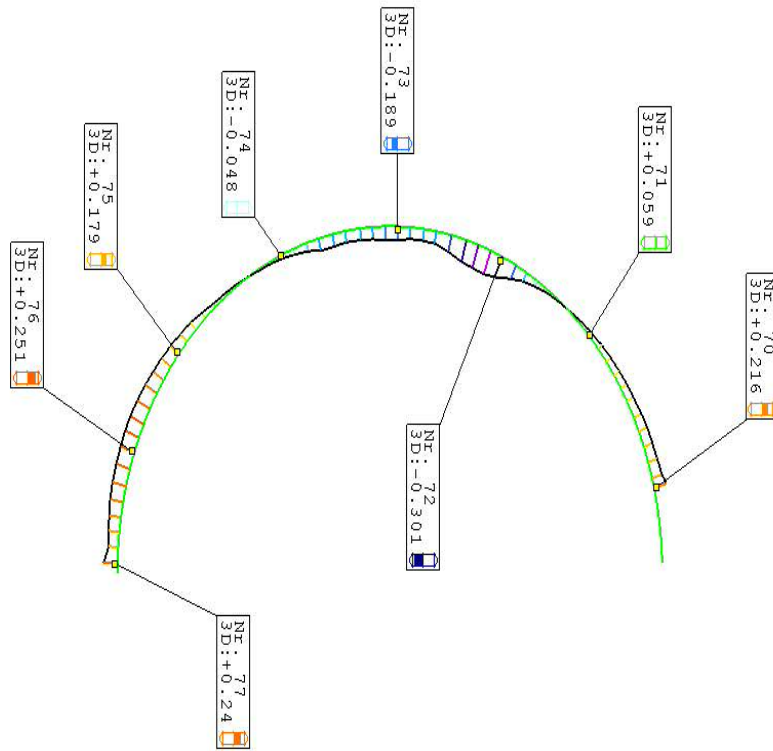 Nr: 73
3D:-0.189
Nr: 74
3D:-0.048
Nr: 71
3D:+0.059
Nr: 75
3D:+0.179
Nr: 76
3D:+0.251
Nr: 70
3D:+0.216
Nr: 72
3D:-0.301
Nr: 77
3D:+0.24